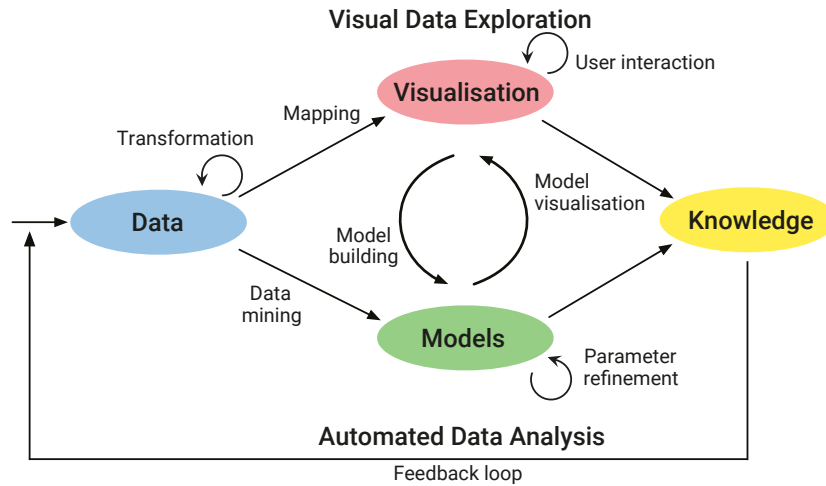 Visual Data Exploration
User interaction
Visualisation
Mapping
Transformation
Model
visualisation
Data
Knowledge
Model
building
Data
mining
Models
Parameter
refinement
Automated Data Analysis
Feedback loop